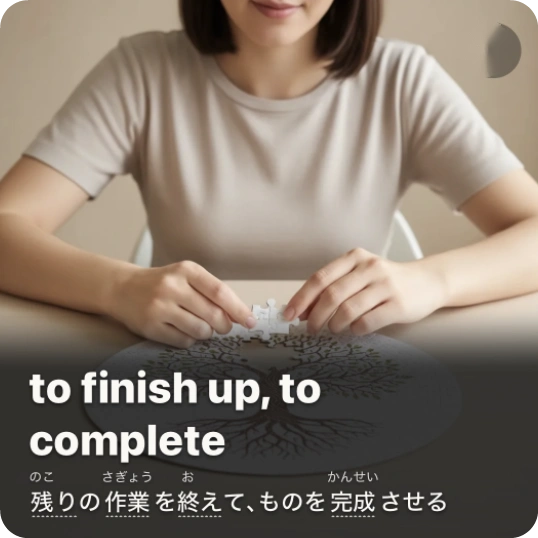 to finish up, to
complete
のこ さぎょう お かんせい
残りの作業を終えて、ものを完成させる